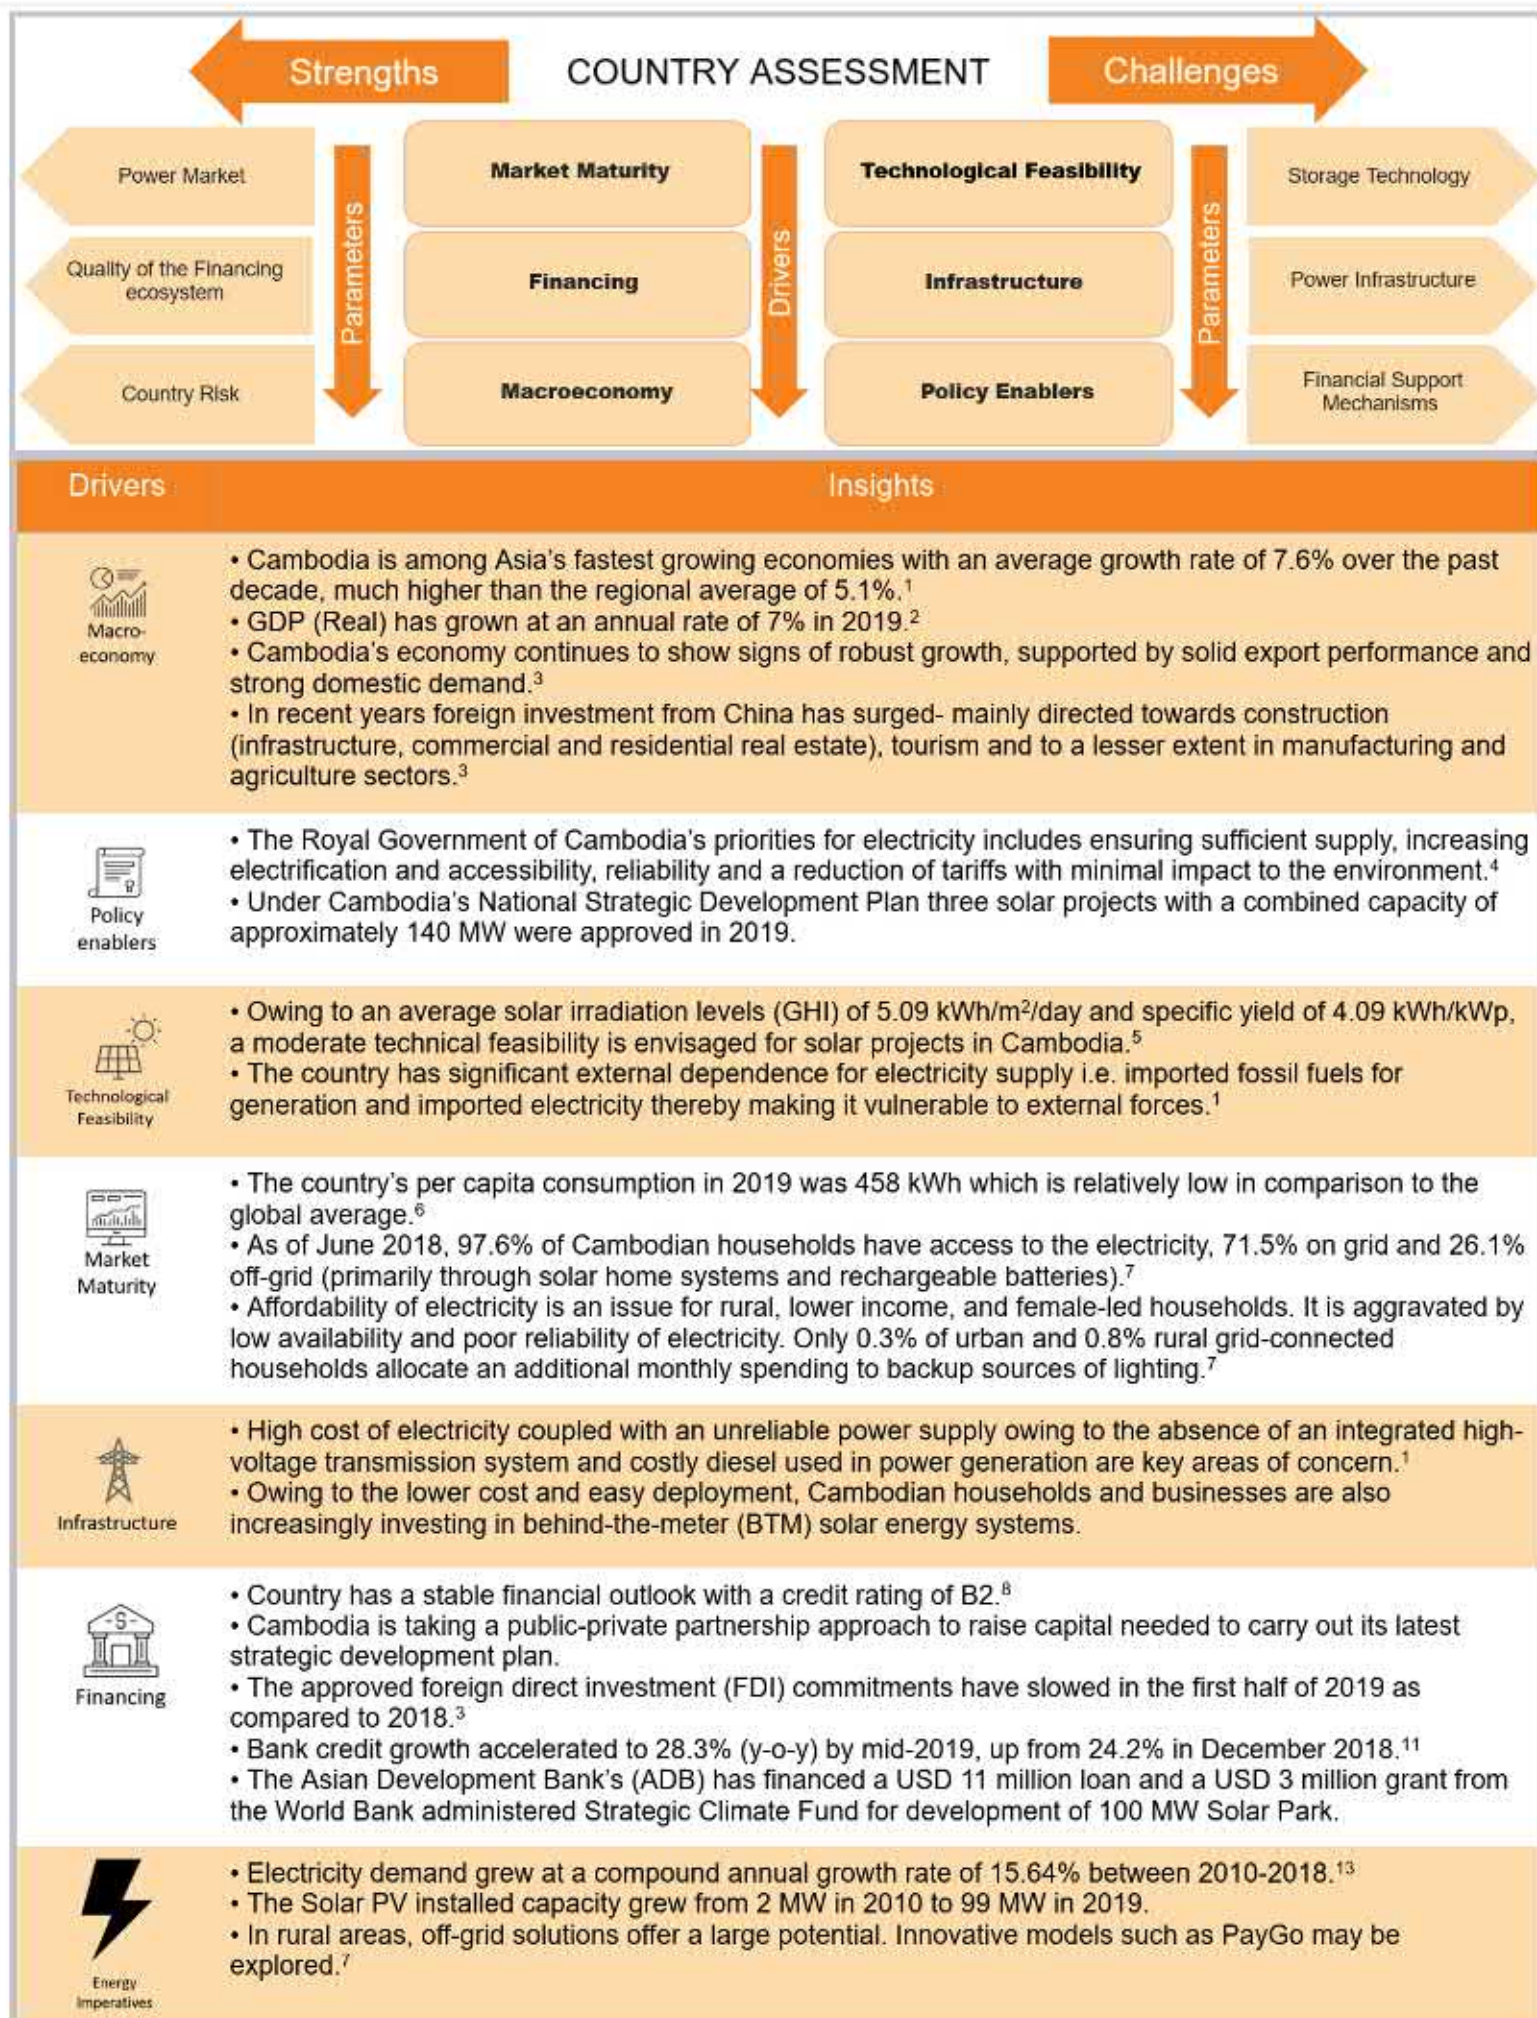 Strengths
COUNTRY ASSESSMENT
Challenges
Power Market
Quality of the Financing
ecosystem
Country Risk
Parameters
Market Maturity
Financing
Macroeconomy
Drivers
Technological Feasibility
Infrastructure
Policy Enablers
Parameters
Storage Technology
Power Infrastructure
Financial Support
Mechanisms
Drivers
Insights
Macro-
economy
• Cambodia is among Asia's fastest growing economies with an average growth rate of 7.6% over the past
decade, much higher than the regional average of 5.1%.¹
• GDP (Real) has grown at an annual rate of 7% in 2019.²
• Cambodia's economy continues to show signs of robust growth, supported by solid export performance and
strong domestic demand.³
• In recent years foreign investment from China has surged- mainly directed towards construction
(infrastructure, commercial and residential real estate), tourism and to a lesser extent in manufacturing and
agriculture sectors.³
Policy
enablers
• The Royal Government of Cambodia's priorities for electricity includes ensuring sufficient supply, increasing
electrification and accessibility, reliability and a reduction of tariffs with minimal impact to the environment.⁴
• Under Cambodia's National Strategic Development Plan three solar projects with a combined capacity of
approximately 140 MW were approved in 2019.
Technological
Feasibility
• Owing to an average solar irradiation levels (GHI) of 5.09 kWh/m²/day and specific yield of 4.09 kWh/kWp,
a moderate technical feasibility is envisaged for solar projects in Cambodia.⁵
• The country has significant external dependence for electricity supply i.e. imported fossil fuels for
generation and imported electricity thereby making it vulnerable to external forces.¹
Market
Maturity
• The country's per capita consumption in 2019 was 458 kWh which is relatively low in comparison to the
global average.⁶
• As of June 2018, 97.6% of Cambodian households have access to the electricity, 71.5% on grid and 26.1%
off-grid (primarily through solar home systems and rechargeable batteries).⁷
• Affordability of electricity is an issue for rural, lower income, and female-led households. It is aggravated by
low availability and poor reliability of electricity. Only 0.3% of urban and 0.8% rural grid-connected
households allocate an additional monthly spending to backup sources of lighting.⁷
Infrastructure
• High cost of electricity coupled with an unreliable power supply owing to the absence of an integrated high-
voltage transmission system and costly diesel used in power generation are key areas of concern.¹
• Owing to the lower cost and easy deployment, Cambodian households and businesses are also
increasingly investing in behind-the-meter (BTM) solar energy systems.
Financing
• Country has a stable financial outlook with a credit rating of B2.⁸
• Cambodia is taking a public-private partnership approach to raise capital needed to carry out its latest
strategic development plan.
• The approved foreign direct investment (FDI) commitments have slowed in the first half of 2019 as
compared to 2018.³
• Bank credit growth accelerated to 28.3% (y-o-y) by mid-2019, up from 24.2% in December 2018.¹¹
• The Asian Development Bank's (ADB) has financed a USD 11 million loan and a USD 3 million grant from
the World Bank administered Strategic Climate Fund for development of 100 MW Solar Park.
Energy
Imperatives
• Electricity demand grew at a compound annual growth rate of 15.64% between 2010-2018.¹³
• The Solar PV installed capacity grew from 2 MW in 2010 to 99 MW in 2019.
• In rural areas, off-grid solutions offer a large potential. Innovative models such as PayGo may be
explored.⁷